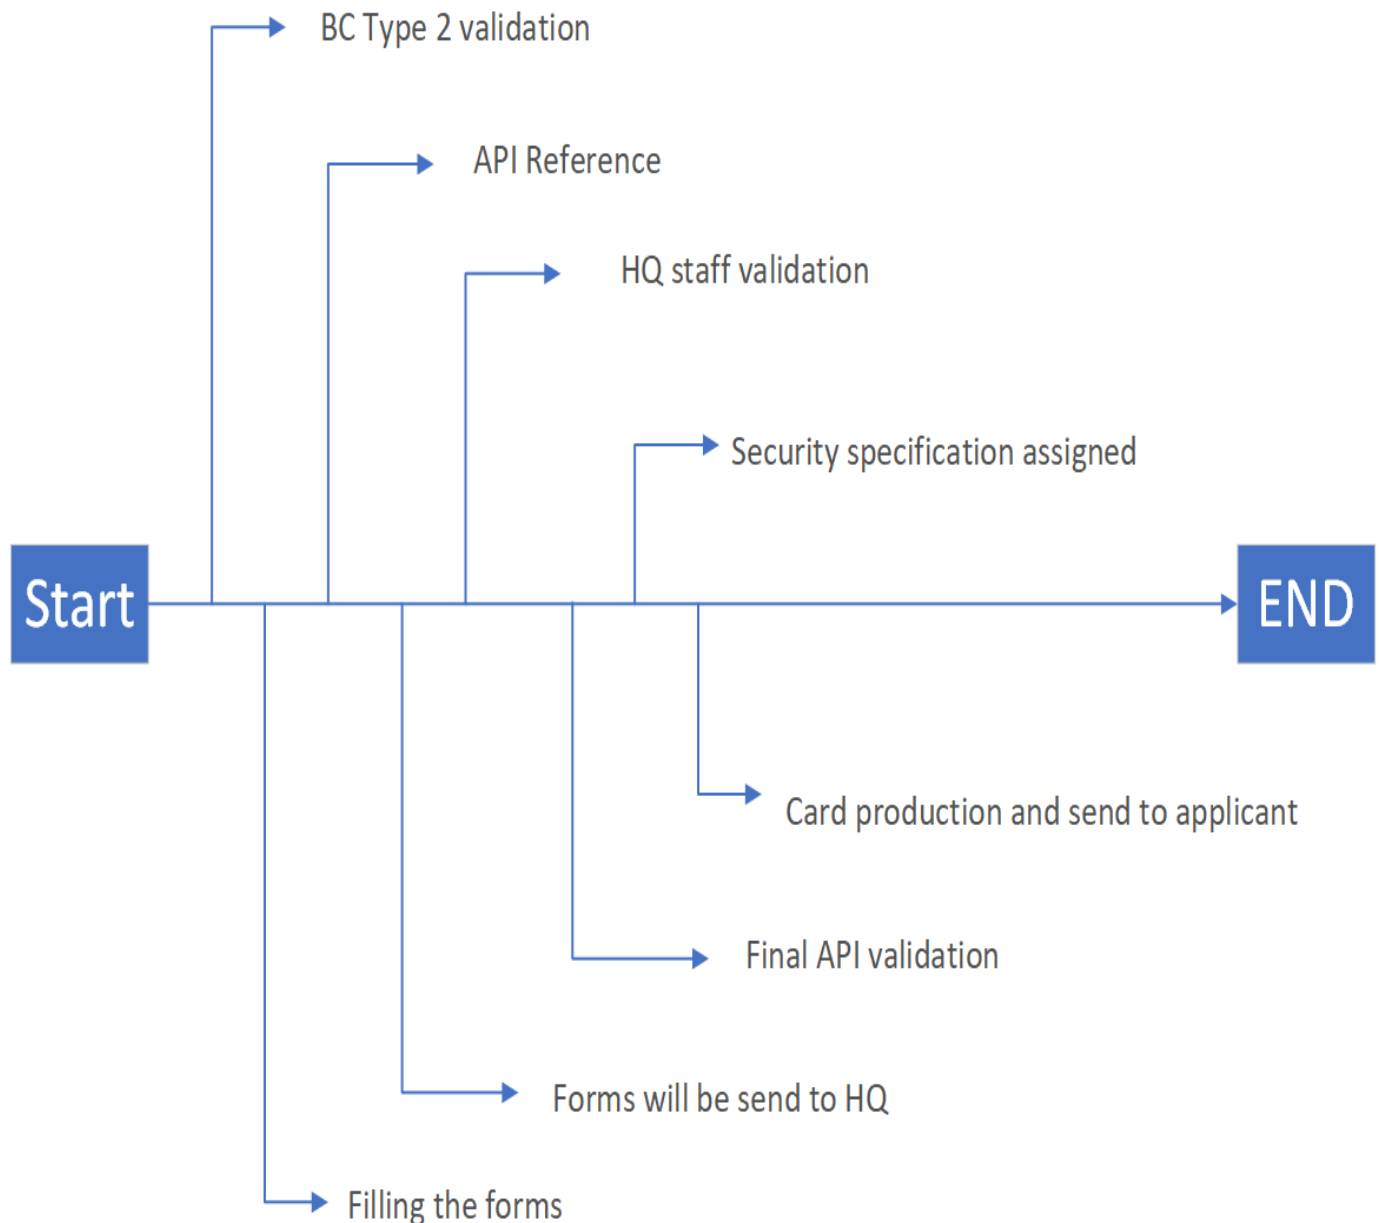 BC Type 2 validation
API Reference
HQ staff validation
Security specification assigned
Start
END
Card production and send to applicant
Final API validation
Forms will be send to HQ
Filling the forms